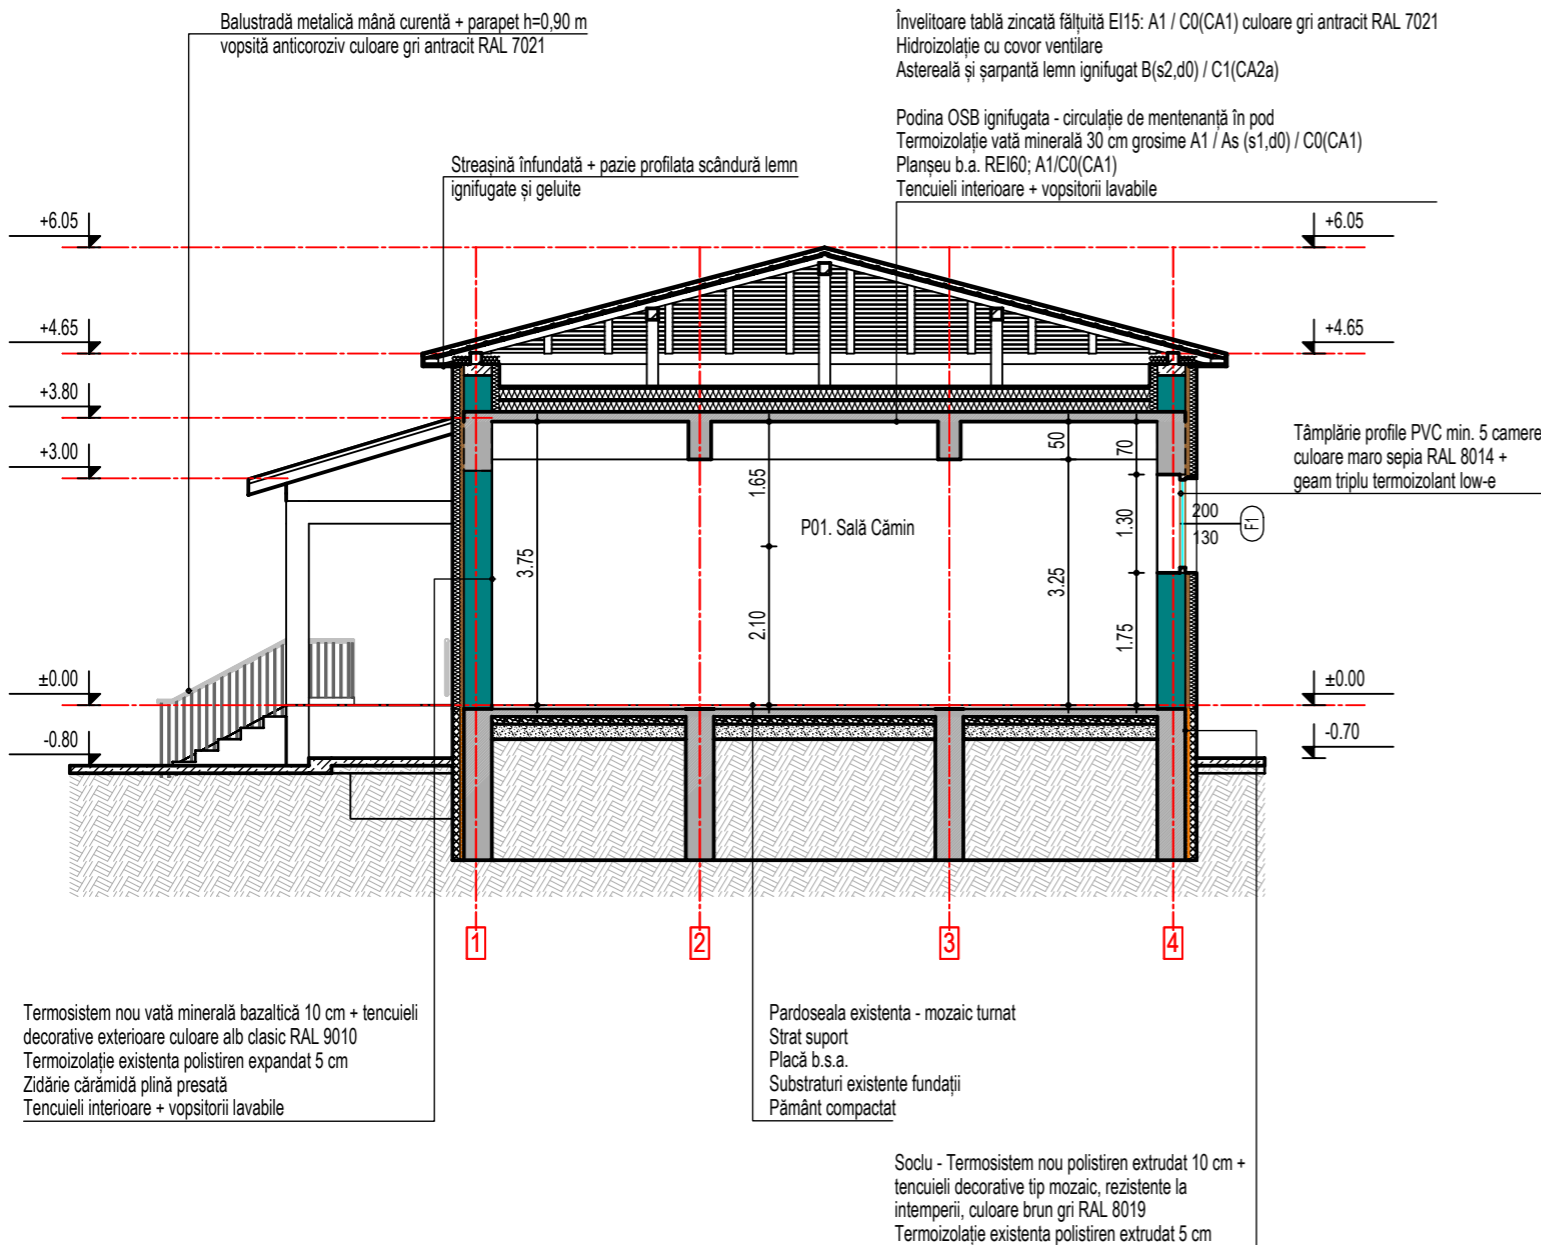 Balustradă metalică mână curentă + parapet h=0,90 m
vopsită anticoroziv culoare gri antracit RAL 7021
Învelitoare tablă zincată fălțuită EI15: A1 / C0(CA1) culoare gri antracit RAL 7021
Hidroizolație cu covor ventilare
Astereală și șarpantă lemn ignifugat B(s2,d0) / C1(CA2a)
Podina OSB ignifugata - circulație de mentenanță în pod
Termoizolație vată minerală 30 cm grosime A1 / As (s1,d0) / C0(CA1)
Planșeu b.a. REI60; A1/C0(CA1)
Tencuieli interioare + vopsitorii lavabile
Streașină înfundată + pazie profilata scândură lemn
ignifugate și geluite
+6.05
+6.05
+4.65
+4.65
+3.80
+3.00
Tâmplărie profile PVC min. 5 camere
culoare maro sepia RAL 8014 +
geam triplu termoizolant low-e
50
70
1.65
P01. Sală Cămin
1.30
200
130
F1
3.75
3.25
2.10
1.75
±0.00
±0.00
-0.80
-0.70
1
2
3
4
Termosistem nou vată minerală bazaltică 10 cm + tencuieli
decorative exterioare culoare alb clasic RAL 9010
Termoizolație existenta polistiren expandat 5 cm
Zidărie cărămidă plină presată
Tencuieli interioare + vopsitorii lavabile
Pardoseala existenta - mozaic turnat
Strat suport
Placă b.s.a.
Substraturi existente fundații
Pământ compactat
Soclu - Termosistem nou polistiren extrudat 10 cm +
tencuieli decorative tip mozaic, rezistente la
intemperii, culoare brun gri RAL 8019
Termoizolație existenta polistiren extrudat 5 cm